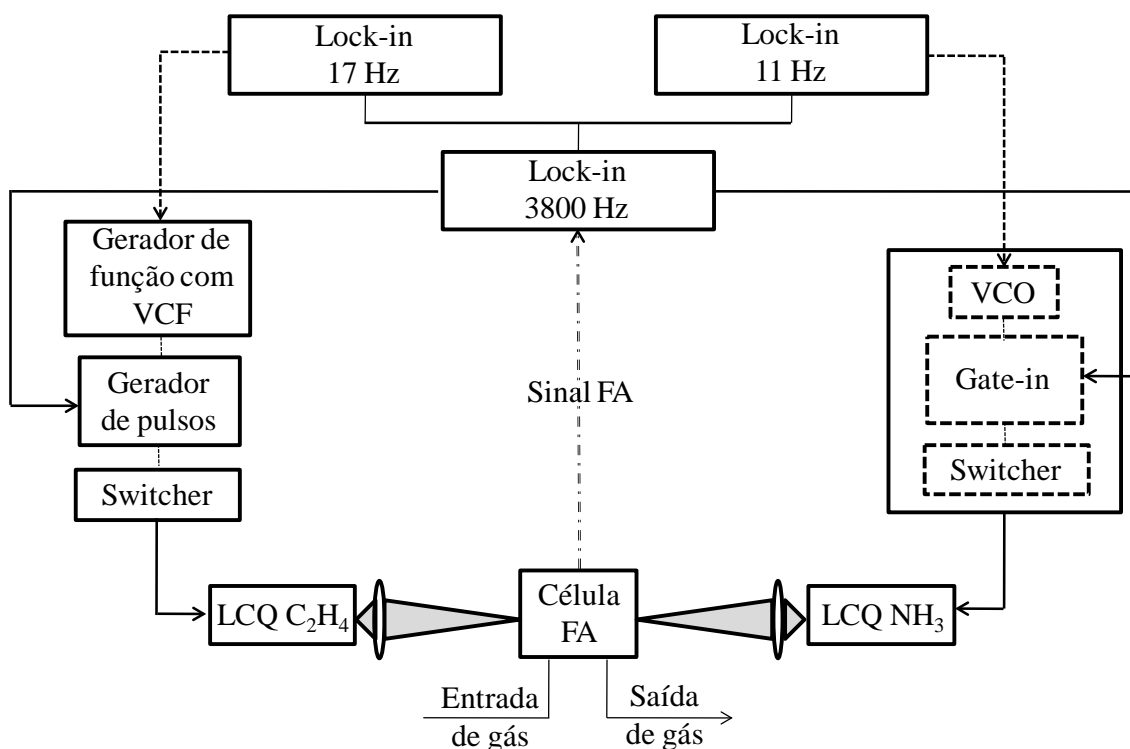 Lock-in
17 Hz
Lock-in
11 Hz
Lock-in
3800 Hz
Gerador de
função com
VCF
VCO
Gerador
de pulsos
Sinal FA
Gate-in
Switcher
Switcher
LCQ C₂H₄
Célula
FA
LCQ NH₃
Entrada
de gás
Saída
de gás